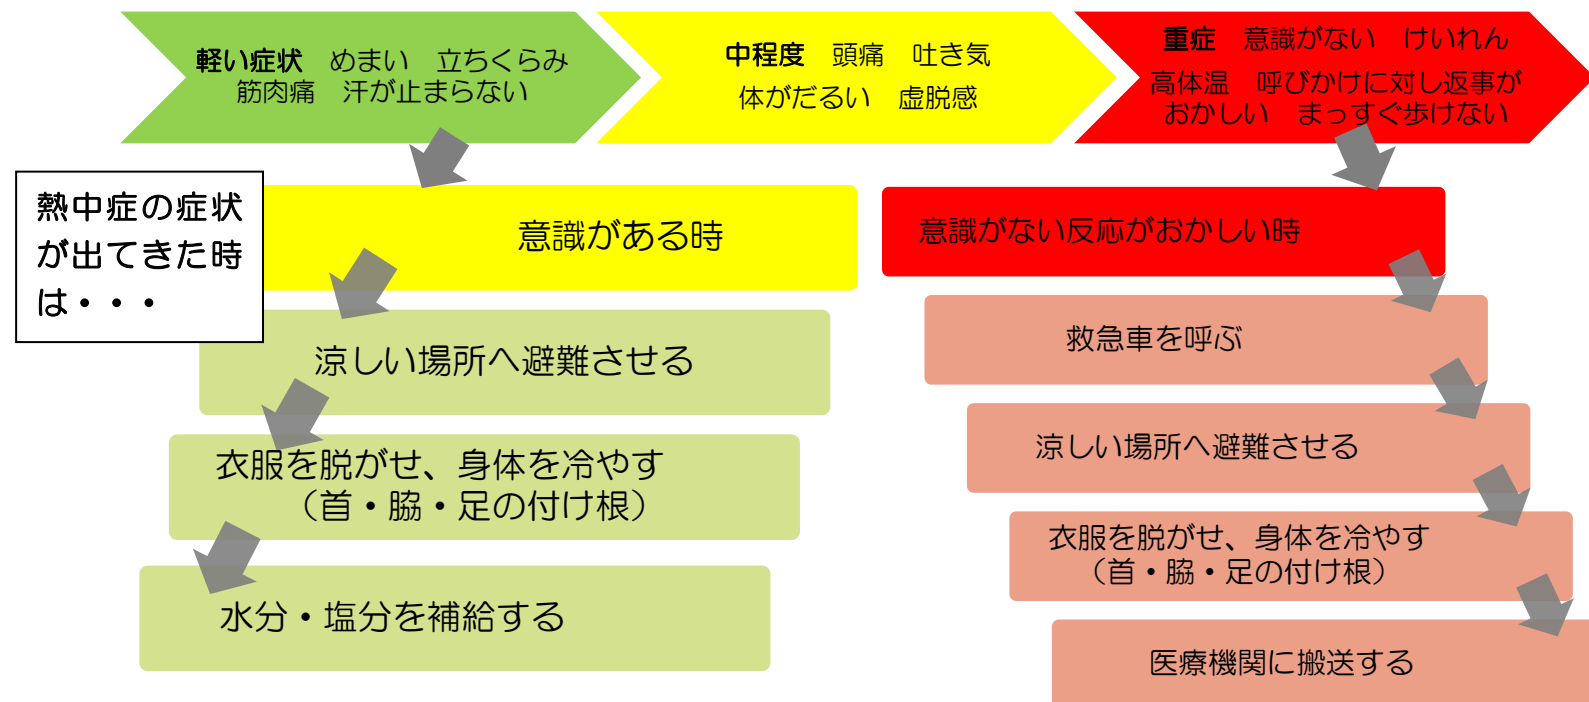 軽い症状　めまい　立ちくらみ
筋肉痛　汗が止まらない
中程度　頭痛　吐き気
体がだるい　虚脱感
重症　意識がない　けいれん
高体温　呼びかけに対し返事が
おかしい　まっすぐ歩けない
熱中症の症状
が出てきた時
は・・・
意識がある時
涼しい場所へ避難させる
衣服を脱がせ、身体を冷やす
（首・脇・足の付け根）
水分・塩分を補給する
意識がない反応がおかしい時
救急車を呼ぶ
涼しい場所へ避難させる
衣服を脱がせ、身体を冷やす
（首・脇・足の付け根）
医療機関に搬送する